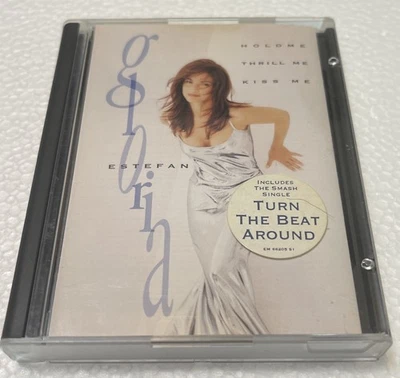 HOLD ME
THRILL ME
KISS ME
gloria
ESTEFAN
INCLUDES
THE SMASH
SINGLE
TURN
THE BEAT
AROUND